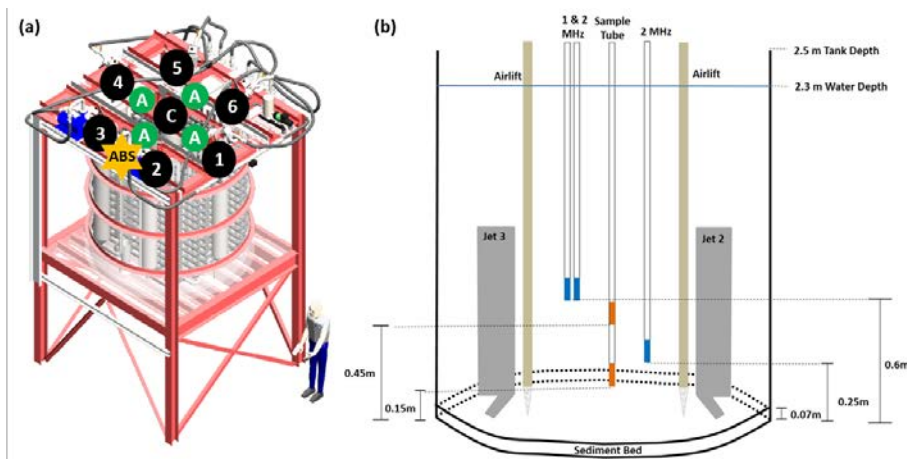 (a)
5
4
A
A
6
C
3
A
A
1
ABS
2
(b)
1 & 2
MHz
Sample
Tube
2 MHz
2.5 m Tank Depth
Airlift
Airlift
2.3 m Water Depth
Jet 3
Jet 2
0.45m
0.6m
0.15m
0.25m
0.07m
Sediment Bed